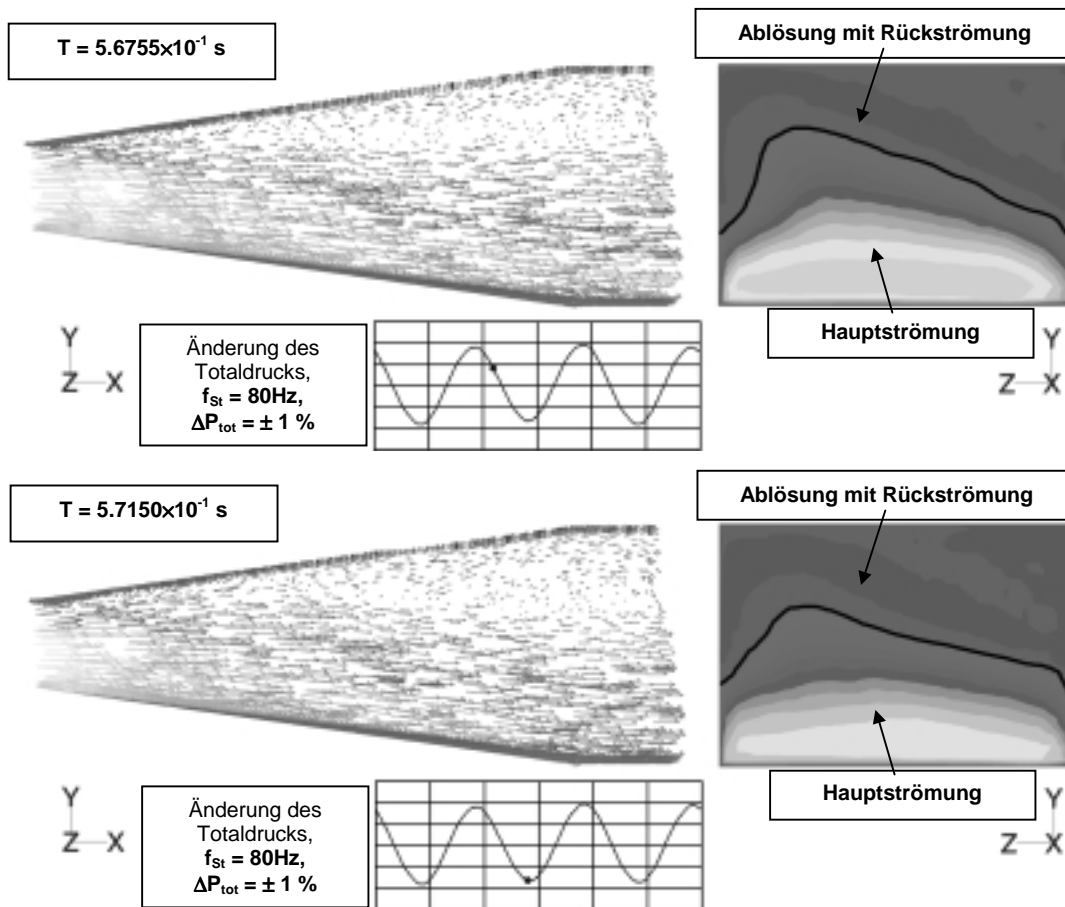 T = 5.6755×10⁻¹ s
Ablösung mit Rückströmung
Hauptströmung
Y
Z X
Änderung des
Totaldrucks,
f_St = 80Hz,
ΔP_tot = ± 1 %
Y
Z X
T = 5.7150×10⁻¹ s
Ablösung mit Rückströmung
Hauptströmung
Y
Z X
Änderung des
Totaldrucks,
f_St = 80Hz,
ΔP_tot = ± 1 %
Y
Z X